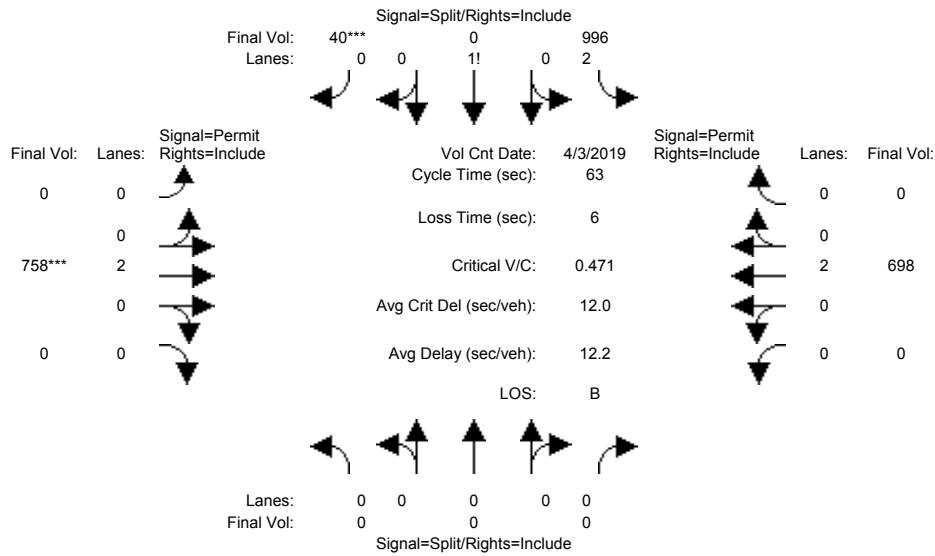 Signal=Split/Rights=Include
Final Vol: 40*** 0 996
Lanes: 0 0 1! 0 2
Signal=Permit
Final Vol: Lanes: Rights=Include
Vol Cnt Date: 4/3/2019
Signal=Permit
Rights=Include Lanes: Final Vol:
Cycle Time (sec): 63
0 0
0 0
Loss Time (sec): 6
0
0
758*** 2
Critical V/C: 0.471
2 698
0
Avg Crit Del (sec/veh): 12.0
0
0 0
Avg Delay (sec/veh): 12.2
0 0
LOS: B
Lanes: 0 0 0 0 0
Final Vol: 0 0 0
Signal=Split/Rights=Include